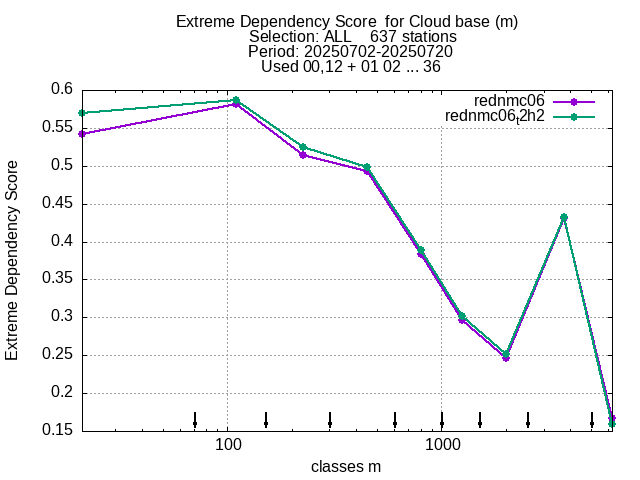 Extreme Dependency Score  for Cloud base (m)
Selection: ALL    637 stations
Period: 20250702-20250720
Used 00,12 + 01 02 ... 36
rednmc06
rednmc06_t2h2
Extreme Dependency Score
0.6
0.55
0.5
0.45
0.4
0.35
0.3
0.25
0.2
0.15
100
1000
classes m